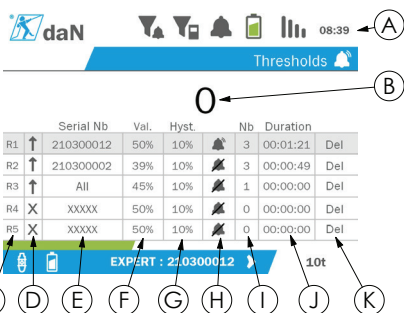 daN 08:39 A
Thresholds
0 B
Serial Nb Val. Hyst. Nb Duration
R1 210300012 50% 10% 3 00:01:21 Del
R2 210300002 39% 10% 3 00:00:49 Del
R3 All 45% 10% 1 00:00:00 Del
R4 X XXXXX 50% 10% 0 00:00:00 Del
R5 X XXXXX 50% 10% 0 00:00:00 Del
EXPERT : 210300012 10t
D E F G H I J K